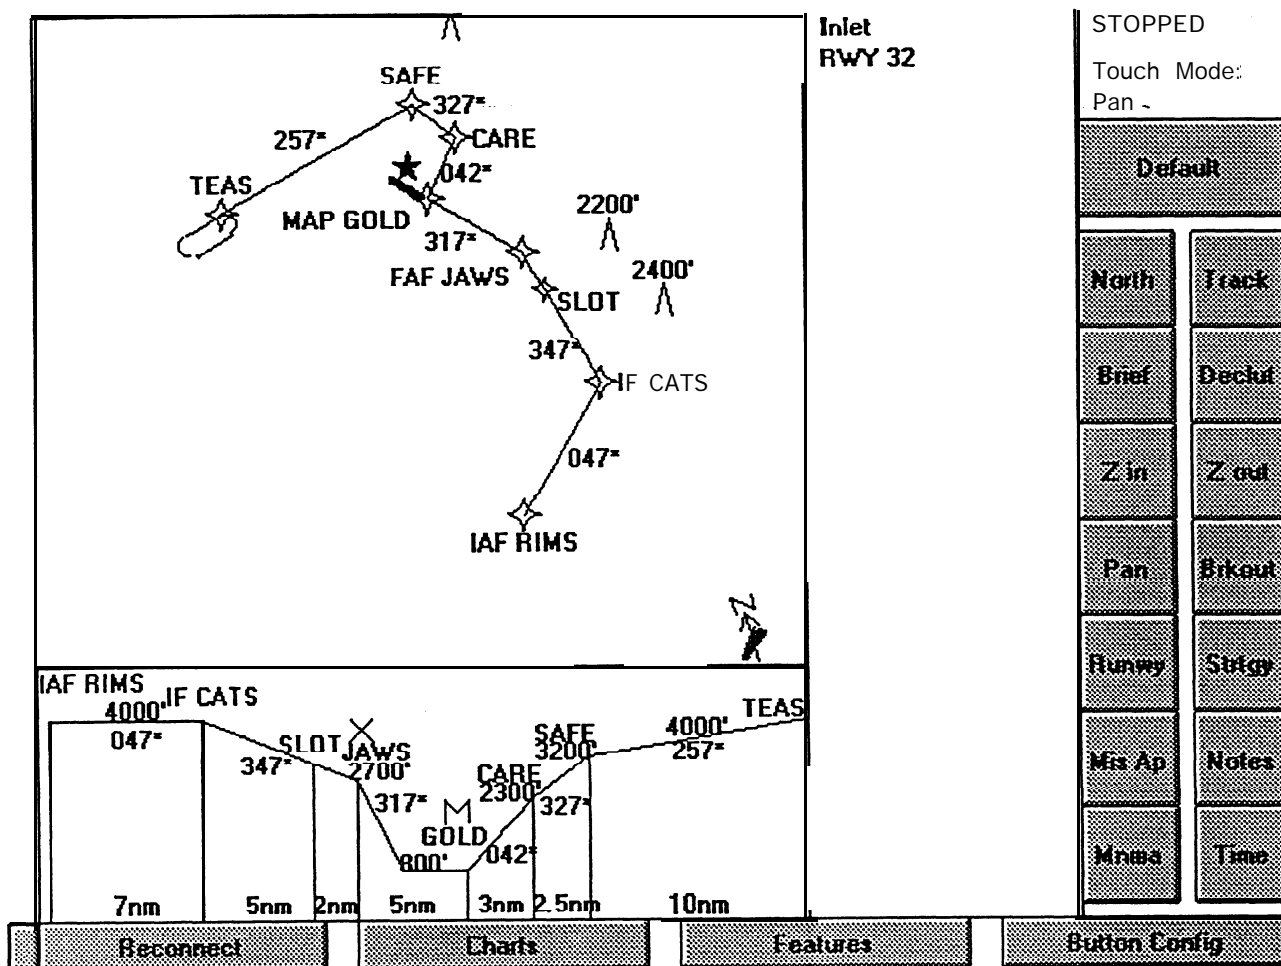 Inlet
RWY 32
STOPPED
Touch Mode:
Pan
SAFE
327°
257°
CARE
042°
TEAS
MAP GOLD
317°
2200'
FAF JAWS
2400'
SLOT
347°
IF CATS
047°
IAF RIMS
N
IAF RIMS
IF CATS
4000'
047°
SLOT
347°
JAWS
2700'
317°
M
GOLD
800'
042°
CARE
2300'
327°
SAFE
3200'
4000'
257°
TEAS
7nm 5nm 2nm 5nm 3nm 2.5nm 10nm
Default
North Track
Brief Declut
Z in Z out
Pan Brkout
Runwy Strtgy
Mis Ap Notes
Mnma Time
Reconnect Charts Features Button Config